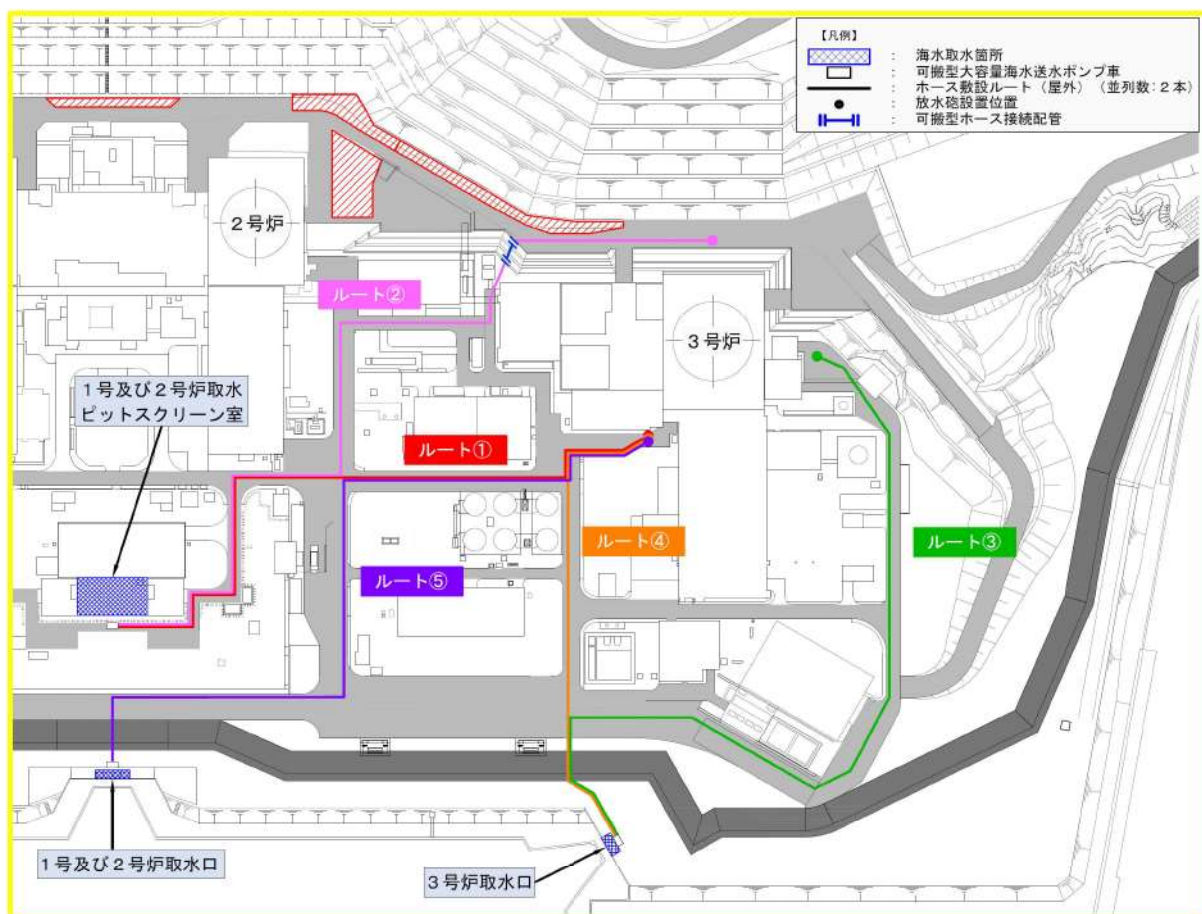 【凡例】
： 海水取水箇所
： 可搬型大容量海水送水ポンプ車
： ホース敷設ルート（屋外）（並列数：２本）
： 放水砲設置位置
： 可搬型ホース接続配管
２号炉
ルート②
３号炉
１号及び２号炉取水
ピットスクリーン室
ルート①
ルート④
ルート③
ルート⑤
１号及び２号炉取水口
３号炉取水口